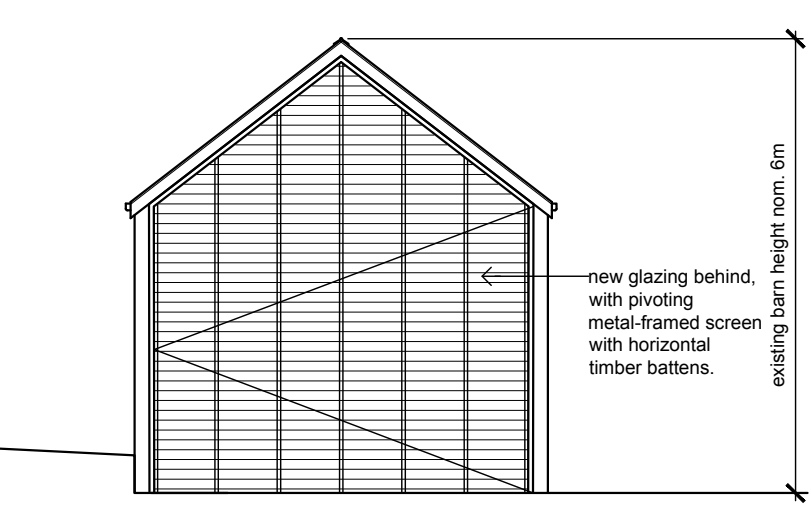 new glazing behind,
with pivoting
metal-framed screen
with horizontal
timber battens.
existing barn height nom. 6m